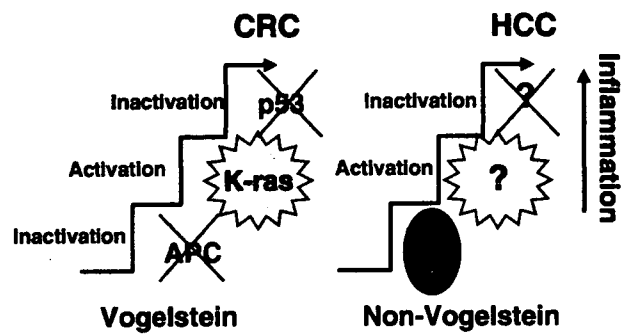 CRC
Inactivation p53
Activation K-ras
Inactivation APC
Vogelstein
HCC
Inactivation ?
Activation ?
Non-Vogelstein
Inflammation